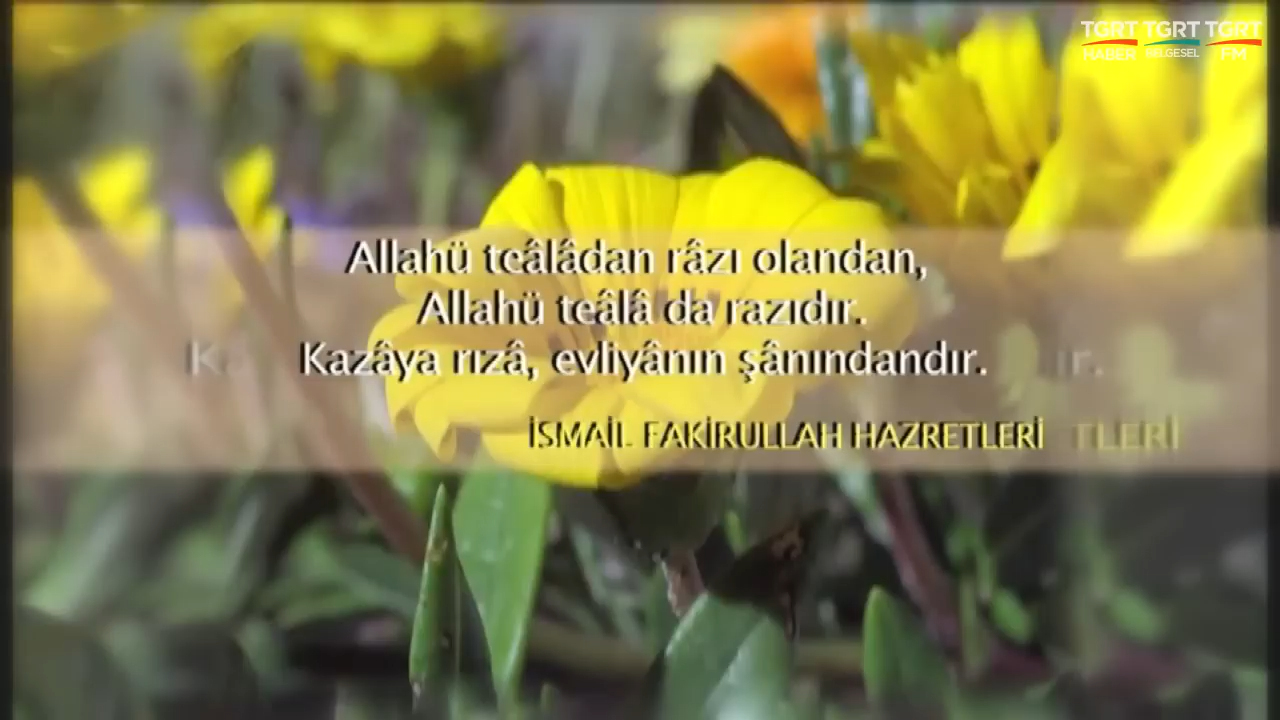 TGRT TGRT TGRT
HABER BELGESEL FM
Allahü teâlâdan râzı olandan,
Allahü teâlâ da razıdır.
Kazâya rızâ, evliyânın şânındandır.
İSMAİL FAKİRULLAH HAZRETLERİ